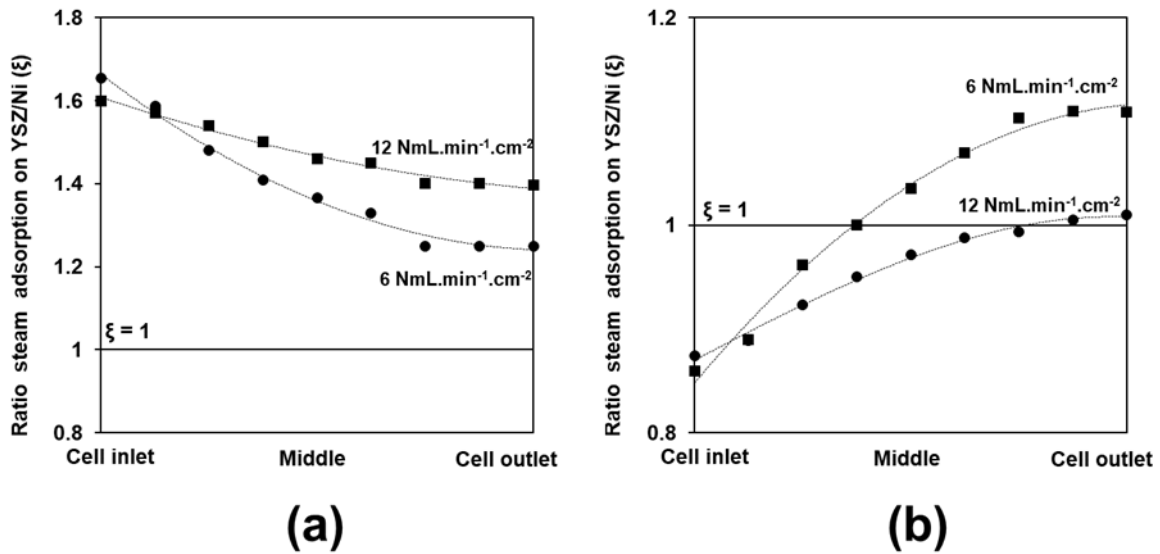 Ratio steam adsorption on YSZ/Ni (ξ)
1.8
1.6
1.4
1.2
1
0.8
12 NmL.min⁻¹.cm⁻²
6 NmL.min⁻¹.cm⁻²
ξ = 1
Cell inlet
Middle
Cell outlet
(a)
Ratio steam adsorption on YSZ/Ni (ξ)
1.2
1
0.8
6 NmL.min⁻¹.cm⁻²
12 NmL.min⁻¹.cm⁻²
ξ = 1
Cell inlet
Middle
Cell outlet
(b)